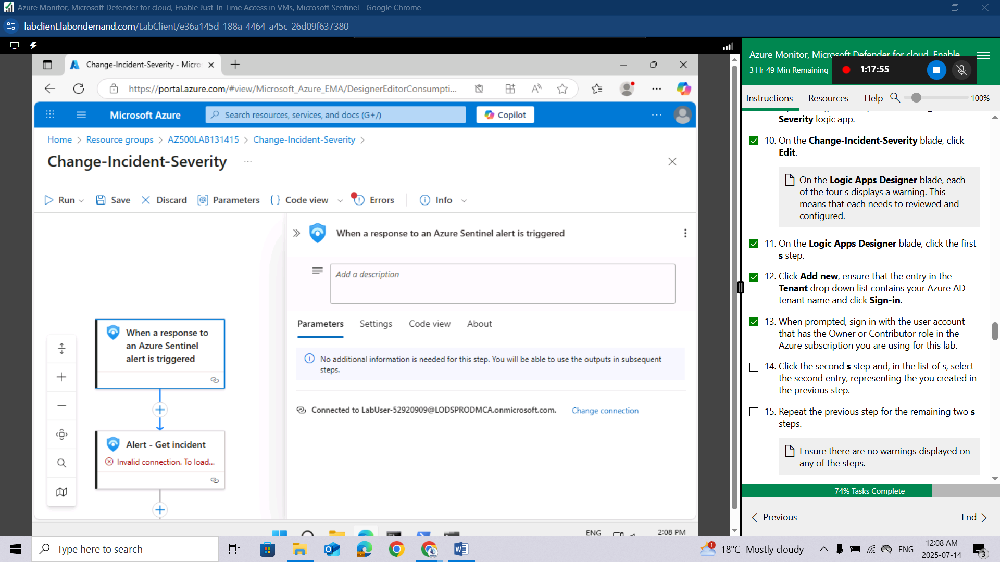 Azure Monitor, Microsoft Defender for cloud, Enable Just-In Time Access in VMs, Microsoft Sentinel - Google Chrome
labclient.labondemand.com/LabClient/e36a145d-188a-4464-a45c-26d09f637380
Change-Incident-Severity - Micro
https://portal.azure.com/#view/Microsoft_Azure_EMA/DesignerEditorConsumpti...
Microsoft Azure
Search resources, services, and docs (G+/)
Copilot
Home > Resource groups > AZ500LAB131415 > Change-Incident-Severity >
Change-Incident-Severity
Run
Save
Discard
Parameters
Code view
Errors
Info
When a response to an Azure Sentinel alert is triggered
Add a description
Parameters
Settings
Code view
About
No additional information is needed for this step. You will be able to use the outputs in subsequent
steps.
Connected to LabUser-52920909@LODSPRODMCA.onmicrosoft.com.
Change connection
When a response to
an Azure Sentinel
alert is triggered
Alert - Get incident
Invalid connection. To load...
ENG
2:08 PM
Azure Monitor, Microsoft Defender for cloud, Enable
3 Hr 49 Min Remaining
1:17:55
Instructions
Resources
Help
100%
Severity logic app.
10. On the Change-Incident-Severity blade, click
Edit.
On the Logic Apps Designer blade, each
of the four s displays a warning. This
means that each needs to reviewed and
configured.
11. On the Logic Apps Designer blade, click the first
s step.
12. Click Add new, ensure that the entry in the
Tenant drop down list contains your Azure AD
tenant name and click Sign-in.
13. When prompted, sign in with the user account
that has the Owner or Contributor role in the
Azure subscription you are using for this lab.
14. Click the second s step and, in the list of s, select
the second entry, representing the you created in
the previous step.
15. Repeat the previous step for the remaining two s
steps.
Ensure there are no warnings displayed on
any of the steps.
74% Tasks Complete
Previous
End
Type here to search
1
18°C Mostly cloudy
ENG
12:08 AM
2025-07-14
3